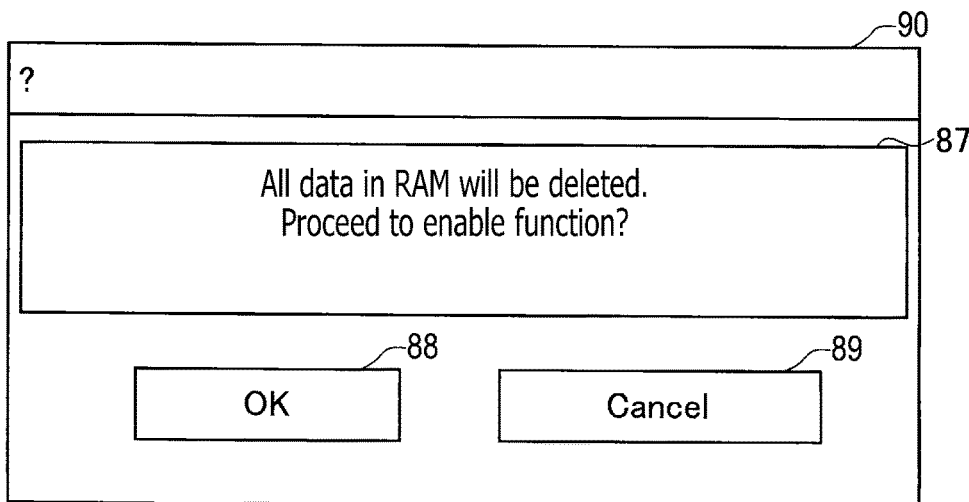 90
?
87
All data in RAM will be deleted.
Proceed to enable function?
88
89
OK
Cancel